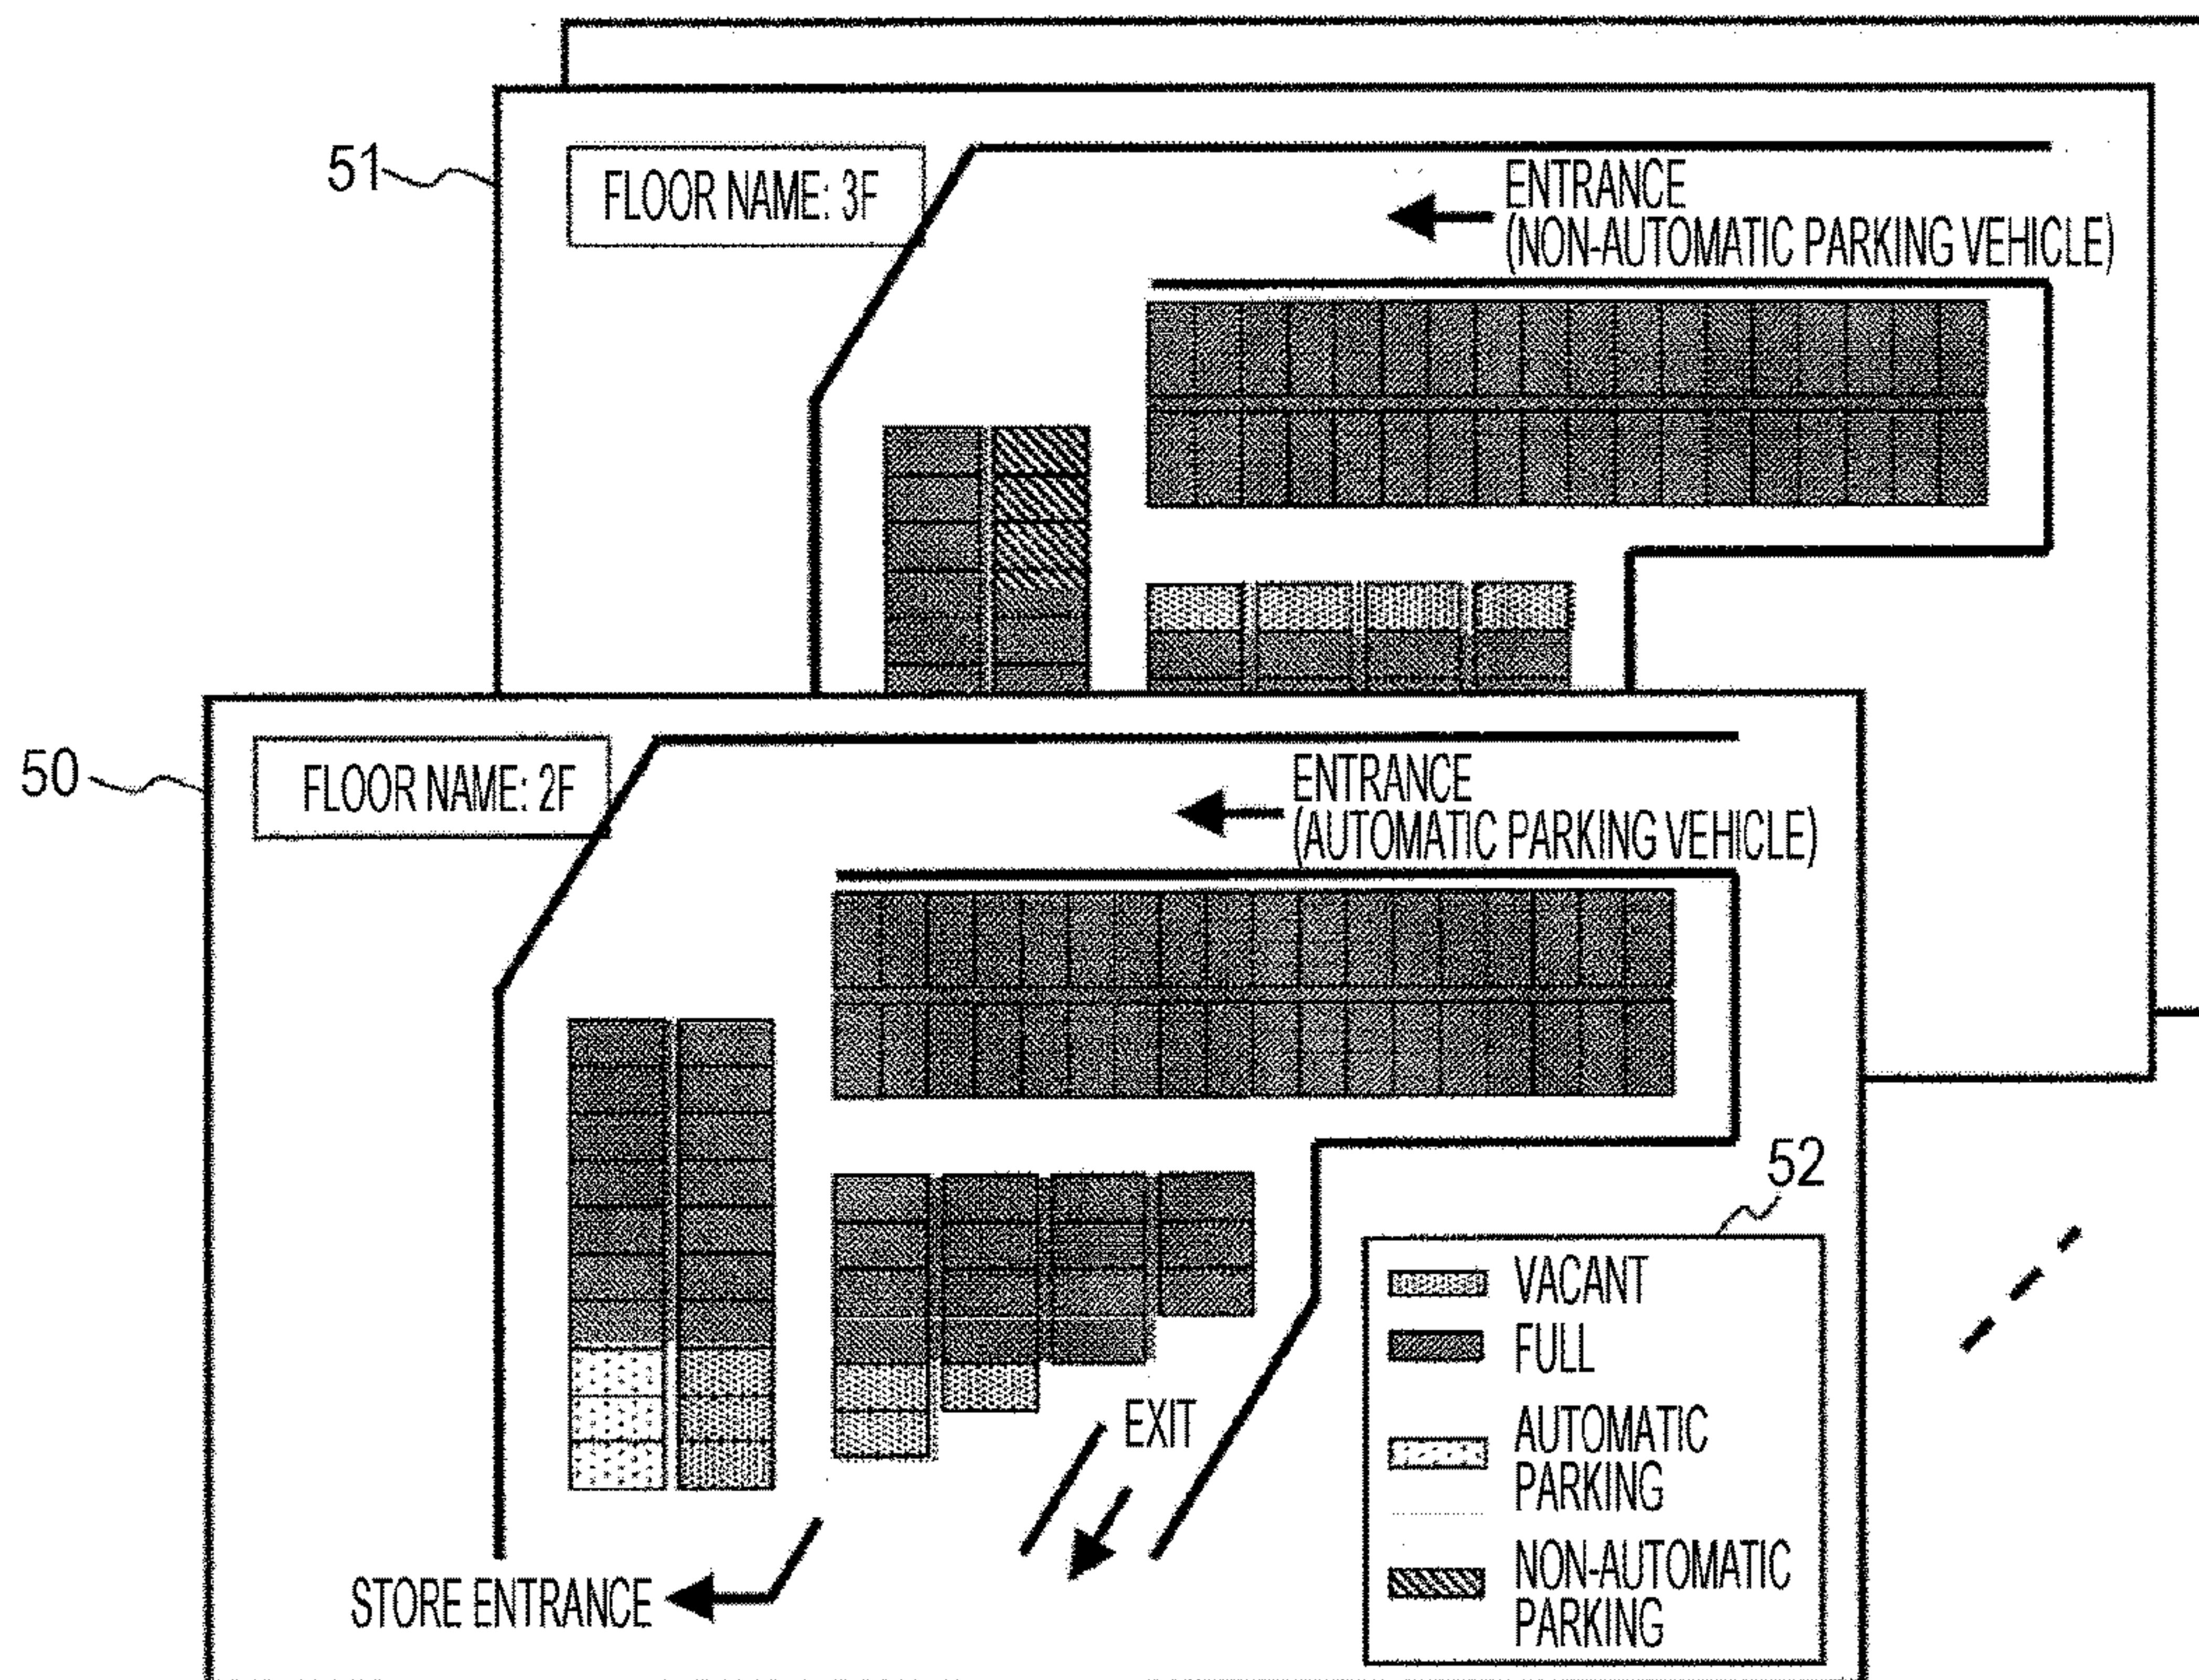 51
FLOOR NAME: 3F
ENTRANCE
(NON-AUTOMATIC PARKING VEHICLE)
50
FLOOR NAME: 2F
ENTRANCE
(AUTOMATIC PARKING VEHICLE)
52
VACANT
FULL
AUTOMATIC
PARKING
NON-AUTOMATIC
PARKING
EXIT
STORE ENTRANCE